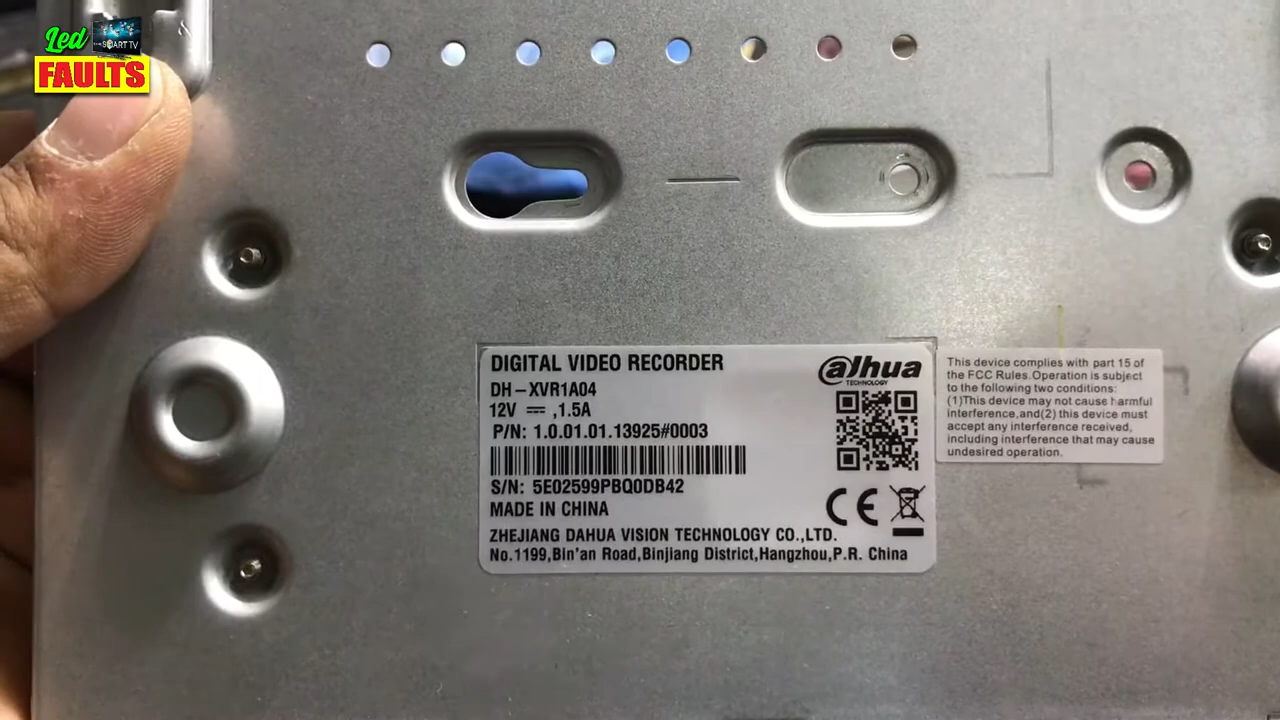 Led
SMART TV
FAULTS
DIGITAL VIDEO RECORDER
DH-XVR1A04
12V ⎓ ,1.5A
P/N: 1.0.01.01.13925#0003
S/N: 5E02599PBQ0DB42
MADE IN CHINA
ZHEJIANG DAHUA VISION TECHNOLOGY CO.,LTD.
No.1199,Bin'an Road,Binjiang District,Hangzhou,P.R. China
alhua
TECHNOLOGY
CE
This device complies with part 15 of
the FCC Rules.Operation is subject
to the following two conditions:
(1)This device may not cause harmful
interference,and(2) this device must
accept any interference received,
including interference that may cause
undesired operation.